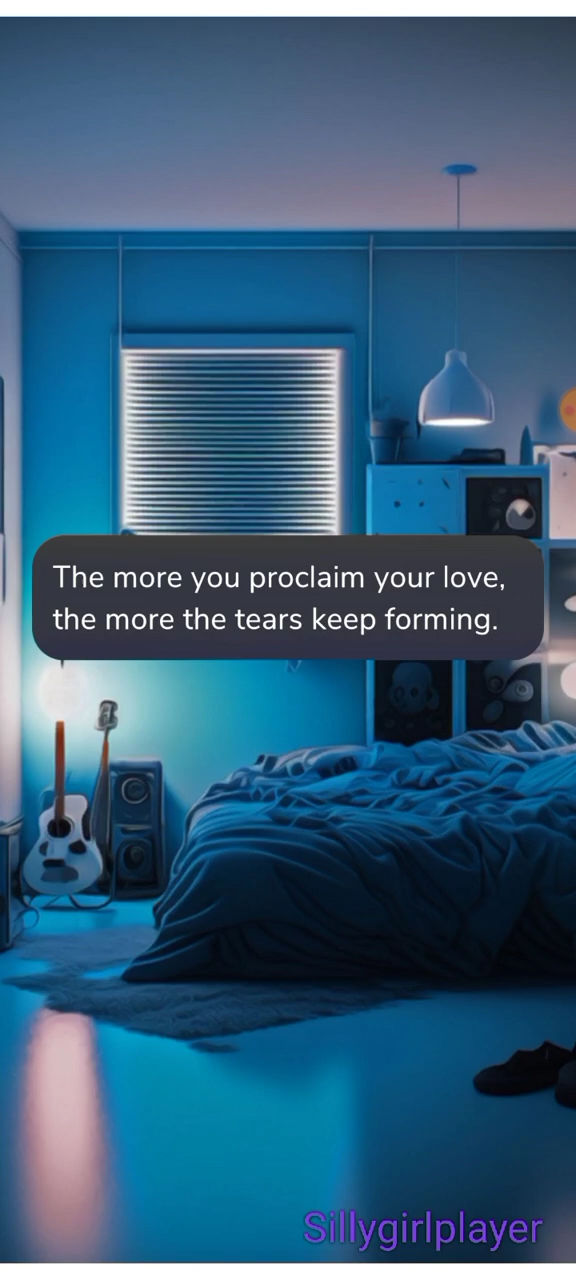 The more you proclaim your love,
the more the tears keep forming.
Sillygirlplayer